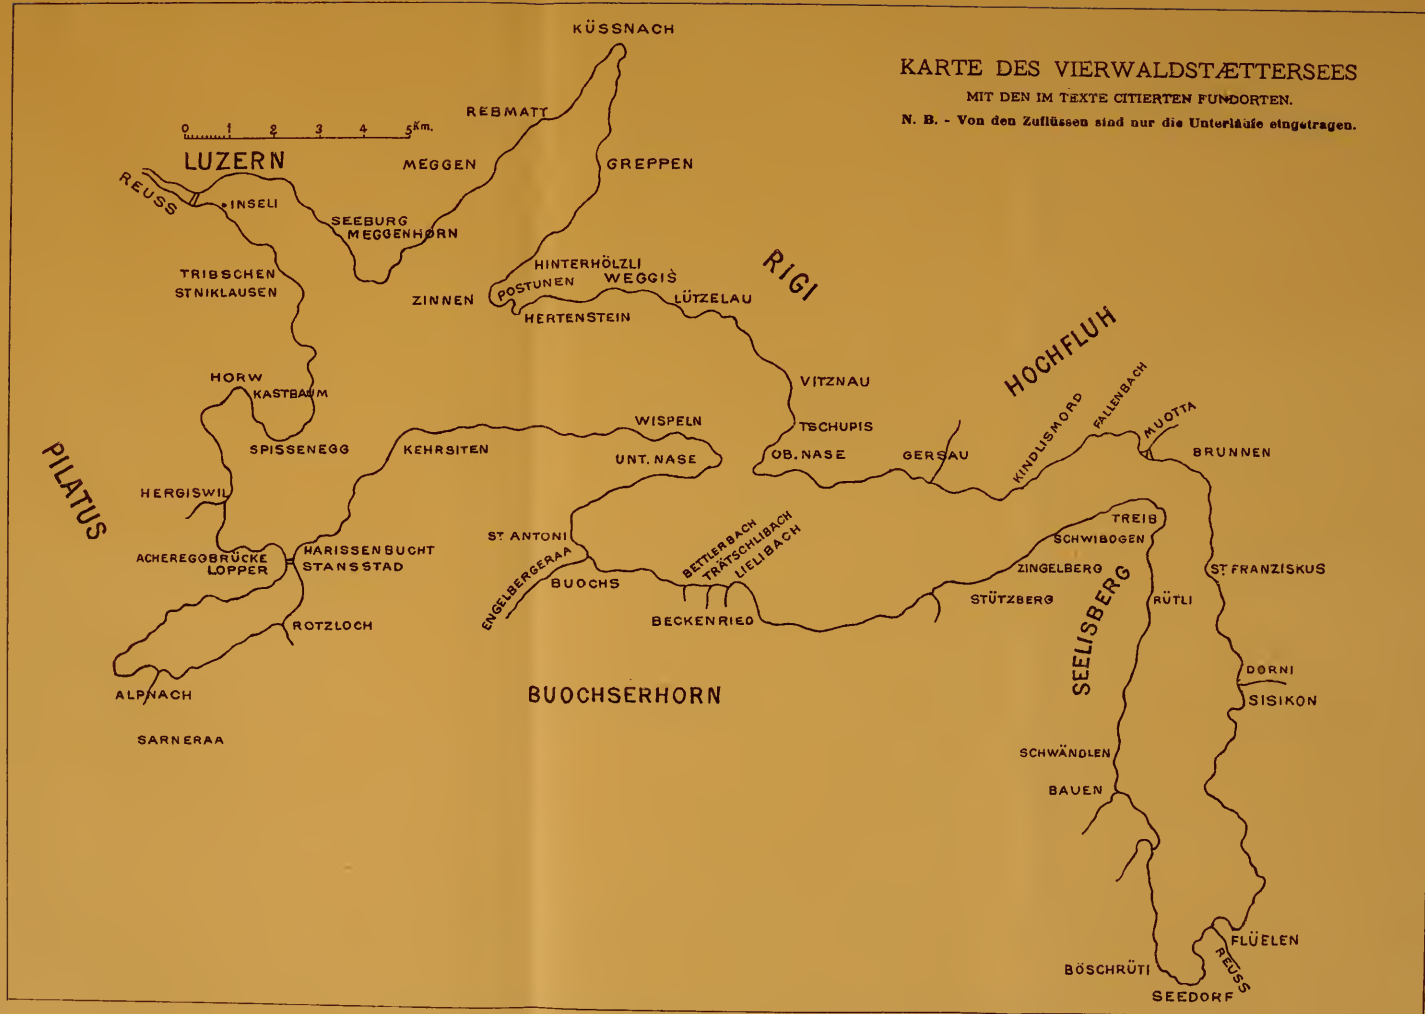 KÜSSNACH
KARTE DES VIERWALDSTÆTTERSEES
MIT DEN IM TEXTE CITIERTEN FUNDORTEN.
N. B. - Von den Zuflüssen sind nur die Unterläufe eingetragen.
REBMATT
0 1 2 3 4 5 Km.
LUZERN
MEGGEN
GREPPEN
REUSS
INSELI
SEEBURG
MEGGENHORN
TRIBSCHEN
ST NIKLAUSEN
HINTERHÖLZLI
RIGI
POSTUNEN
WEGGIS
ZINNEN
LÜTZELAU
HERTENSTEIN
HOCHFLUH
HORW
KASTBAUM
VITZNAU
FALLENBACH
KINDLISMORD
MUOTTA
WISPELN
TSCHUPIS
SPISSENEGG
KEHRSITEN
UNT. NASE
OB. NASE
GERSAU
BRUNNEN
PILATUS
HERGISWIL
TREIB
ST ANTONI
SCHWIBOGEN
HARISSENBUCHT
ACHEREGGBRÜCKE
STANSSTAD
LOPPER
BETTLERBACH
TRÄTSCHLIBACH
LIELIBACH
ENGELBERGERAA
BUOCHS
ZINGELBERG
ST FRANZISKUS
STÜTZBERG
RÜTLI
SEELISBERG
ROTZLOCH
BECKENRIED
DORNI
ALPNACH
BUOCHSERHORN
SISIKON
SARNERAA
SCHWÄNDLEN
BAUEN
FLÜELEN
REUSS
BÖSCHRÜTI
SEEDORF